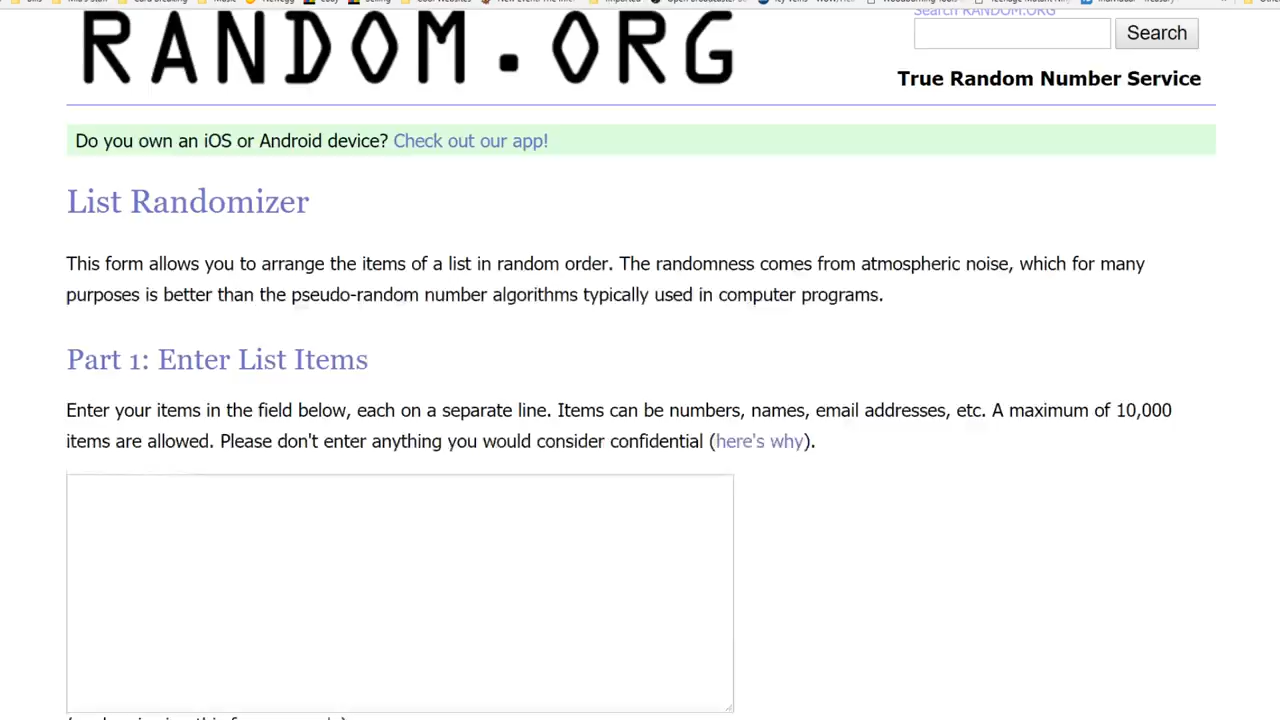 RANDOM.ORG
Search RANDOM.ORG
Search
True Random Number Service
Do you own an iOS or Android device? Check out our app!
List Randomizer
This form allows you to arrange the items of a list in random order. The randomness comes from atmospheric noise, which for many
purposes is better than the pseudo-random number algorithms typically used in computer programs.
Part 1: Enter List Items
Enter your items in the field below, each on a separate line. Items can be numbers, names, email addresses, etc. A maximum of 10,000
items are allowed. Please don't enter anything you would consider confidential (here's why).